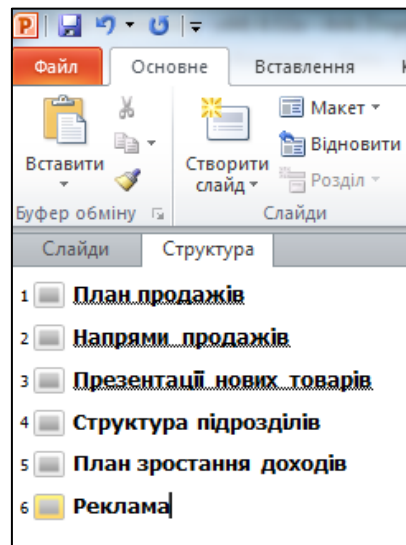 Файл Основне Вставлення
Макет
Вставити Створити слайд Відновити
Розділ
Буфер обміну Слайди
Слайди Структура
1 План продажів
2 Напрями продажів
3 Презентації нових товарів
4 Структура підрозділів
5 План зростання доходів
6 Реклама